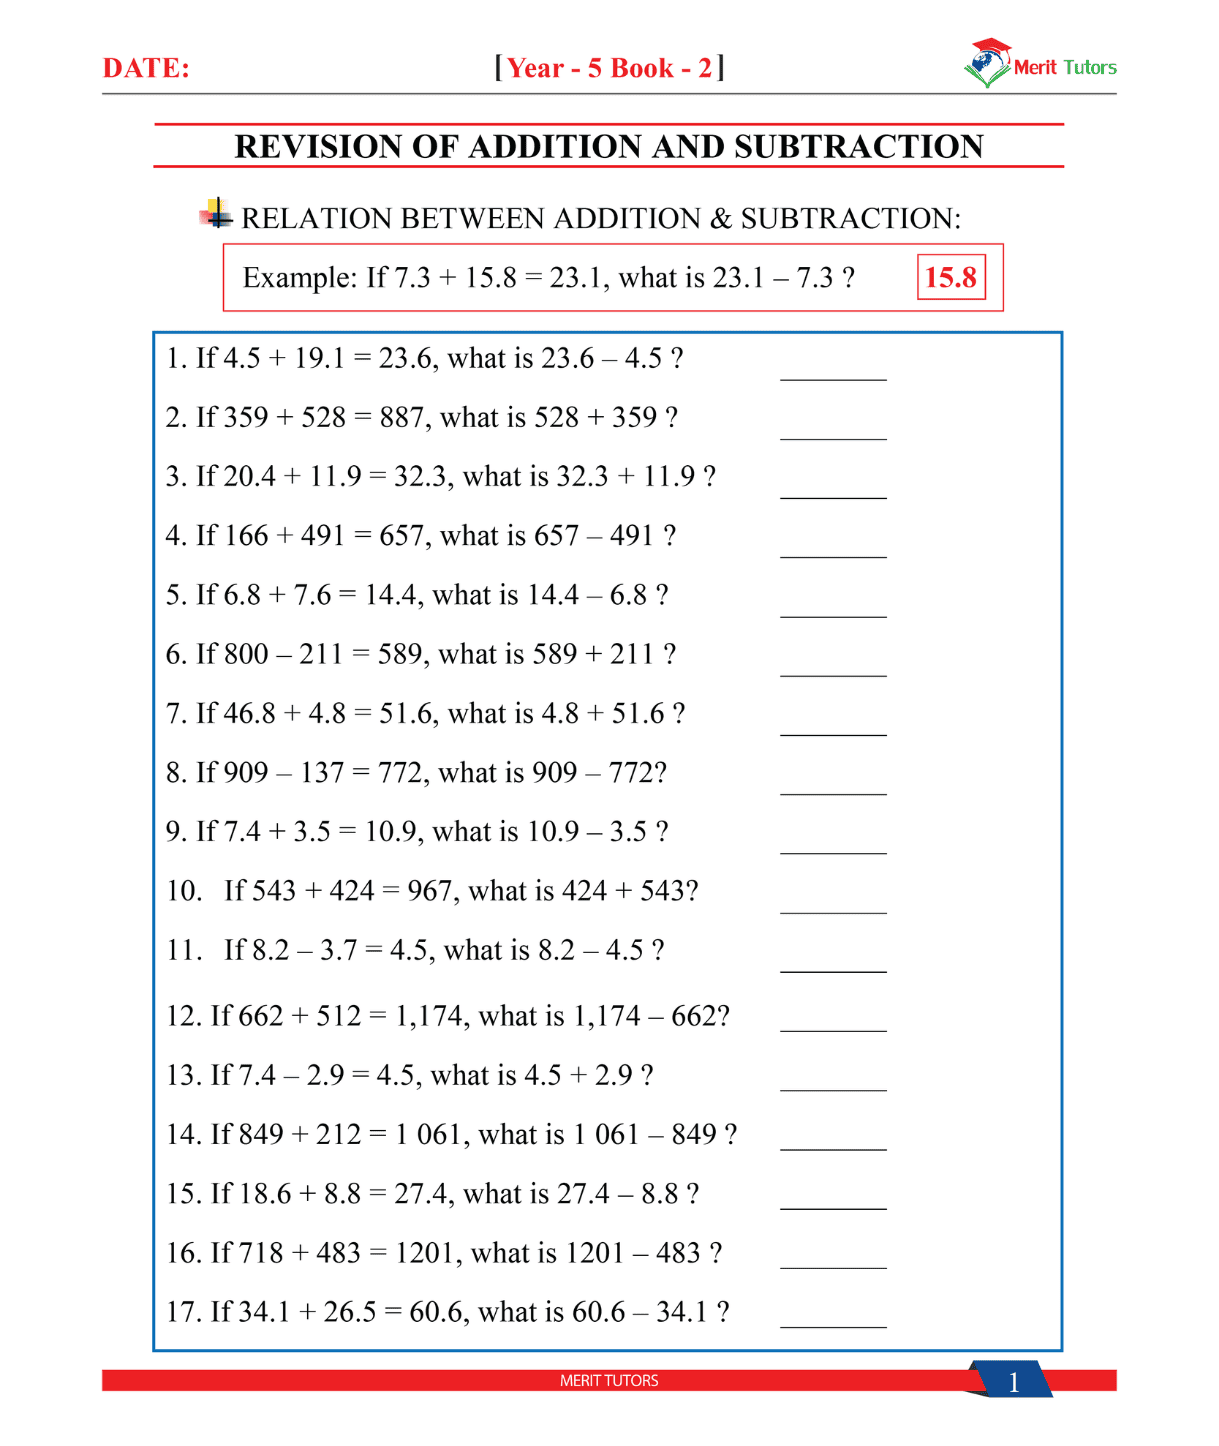 DATE:
[Year - 5 Book - 2]
Merit Tutors
REVISION OF ADDITION AND SUBTRACTION
RELATION BETWEEN ADDITION & SUBTRACTION:
Example: If 7.3 + 15.8 = 23.1, what is 23.1 – 7.3 ? 15.8
1. If 4.5 + 19.1 = 23.6, what is 23.6 – 4.5 ? ________
2. If 359 + 528 = 887, what is 528 + 359 ? ________
3. If 20.4 + 11.9 = 32.3, what is 32.3 + 11.9 ? ________
4. If 166 + 491 = 657, what is 657 – 491 ? ________
5. If 6.8 + 7.6 = 14.4, what is 14.4 – 6.8 ? ________
6. If 800 – 211 = 589, what is 589 + 211 ? ________
7. If 46.8 + 4.8 = 51.6, what is 4.8 + 51.6 ? ________
8. If 909 – 137 = 772, what is 909 – 772? ________
9. If 7.4 + 3.5 = 10.9, what is 10.9 – 3.5 ? ________
10. If 543 + 424 = 967, what is 424 + 543? ________
11. If 8.2 – 3.7 = 4.5, what is 8.2 – 4.5 ? ________
12. If 662 + 512 = 1,174, what is 1,174 – 662? ________
13. If 7.4 – 2.9 = 4.5, what is 4.5 + 2.9 ? ________
14. If 849 + 212 = 1 061, what is 1 061 – 849 ? ________
15. If 18.6 + 8.8 = 27.4, what is 27.4 – 8.8 ? ________
16. If 718 + 483 = 1201, what is 1201 – 483 ? ________
17. If 34.1 + 26.5 = 60.6, what is 60.6 – 34.1 ? ________
MERIT TUTORS
1